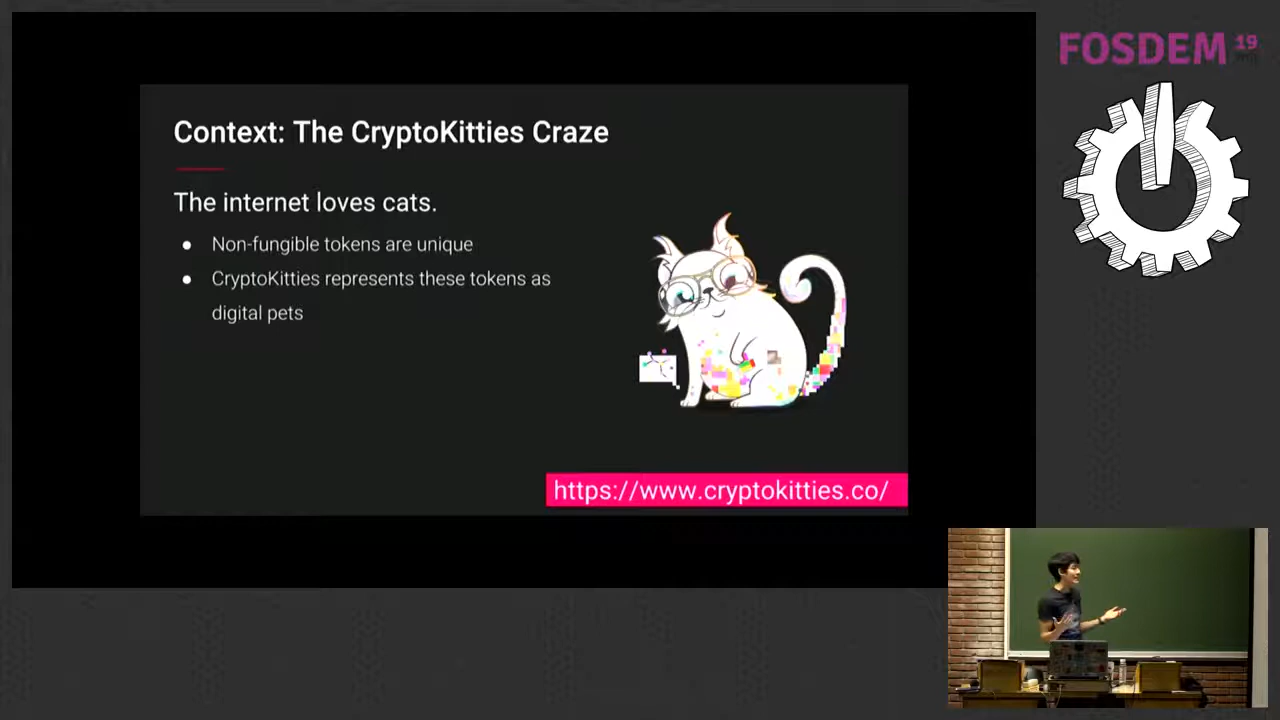 FOSDEM 19
Context: The CryptoKitties Craze
The internet loves cats.
● Non-fungible tokens are unique
● CryptoKitties represents these tokens as
digital pets
https://www.cryptokitties.co/